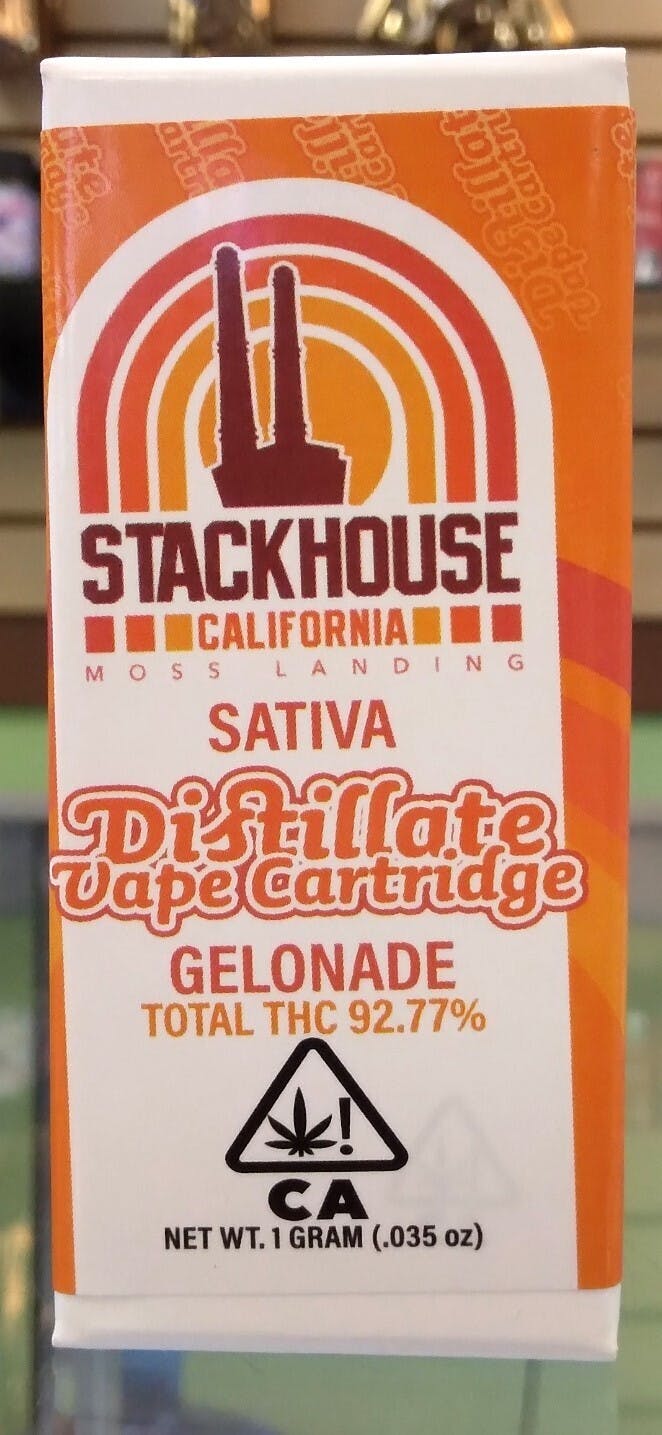 STACKHOUSE
CALIFORNIA
MOSS LANDING
SATIVA
Distillate
Vape Cartridge
GELONADE
TOTAL THC 92.77%
!
CA
NET WT. 1 GRAM (.035 oz)